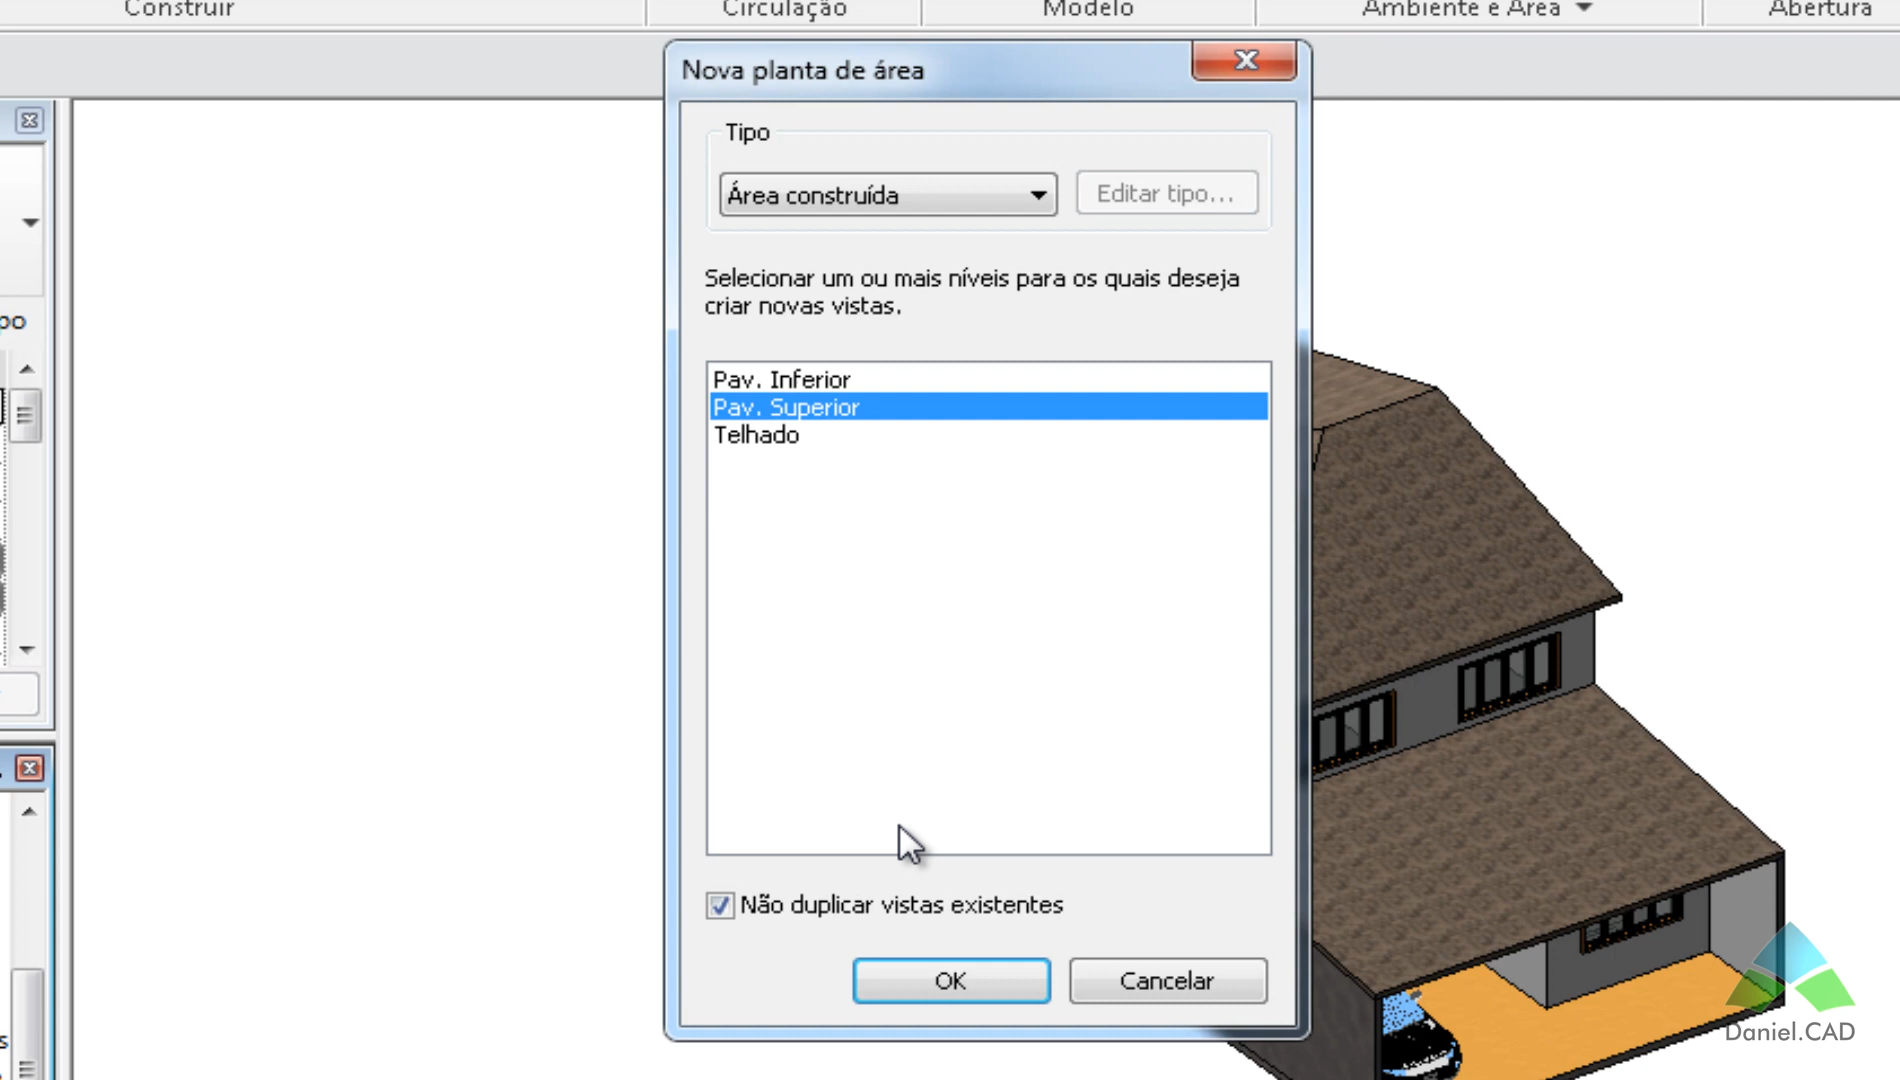 Construir
Circulação
Modelo
Ambiente e Área
Abertura
Nova planta de área
Tipo
Área construída
Editar tipo...
Selecionar um ou mais níveis para os quais deseja
criar novas vistas.
Pav. Inferior
Pav. Superior
Telhado
Não duplicar vistas existentes
OK
Cancelar
Daniel.CAD